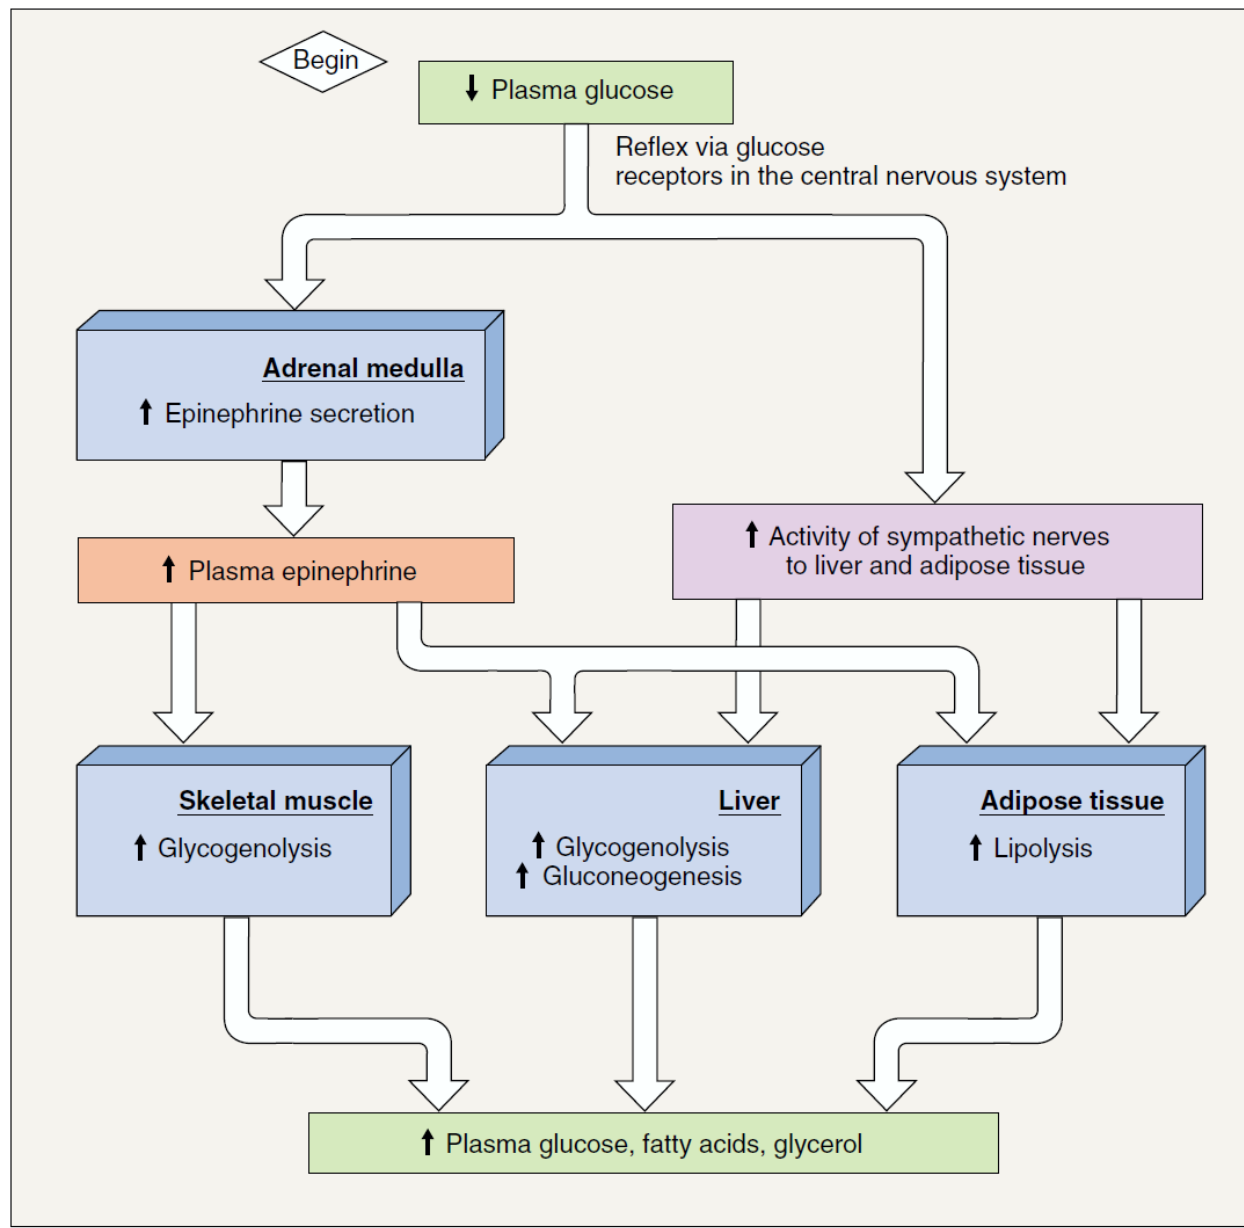 Begin
↓ Plasma glucose
Reflex via glucose
receptors in the central nervous system
Adrenal medulla
↑ Epinephrine secretion
↑ Plasma epinephrine
↑ Activity of sympathetic nerves
to liver and adipose tissue
Skeletal muscle
↑ Glycogenolysis
Liver
↑ Glycogenolysis
↑ Gluconeogenesis
Adipose tissue
↑ Lipolysis
↑ Plasma glucose, fatty acids, glycerol